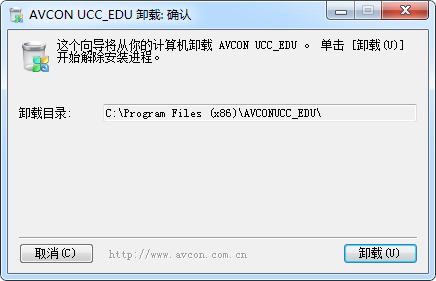 AVCON UCC_EDU 卸载: 确认
这个向导将从你的计算机卸载 AVCON UCC_EDU 。 单击 [卸载(U)]
开始解除安装进程。
卸载目录: C:\Program Files (x86)\AVCONUCC_EDU\
取消(C) http://www.avcon.com.cn 卸载(U)